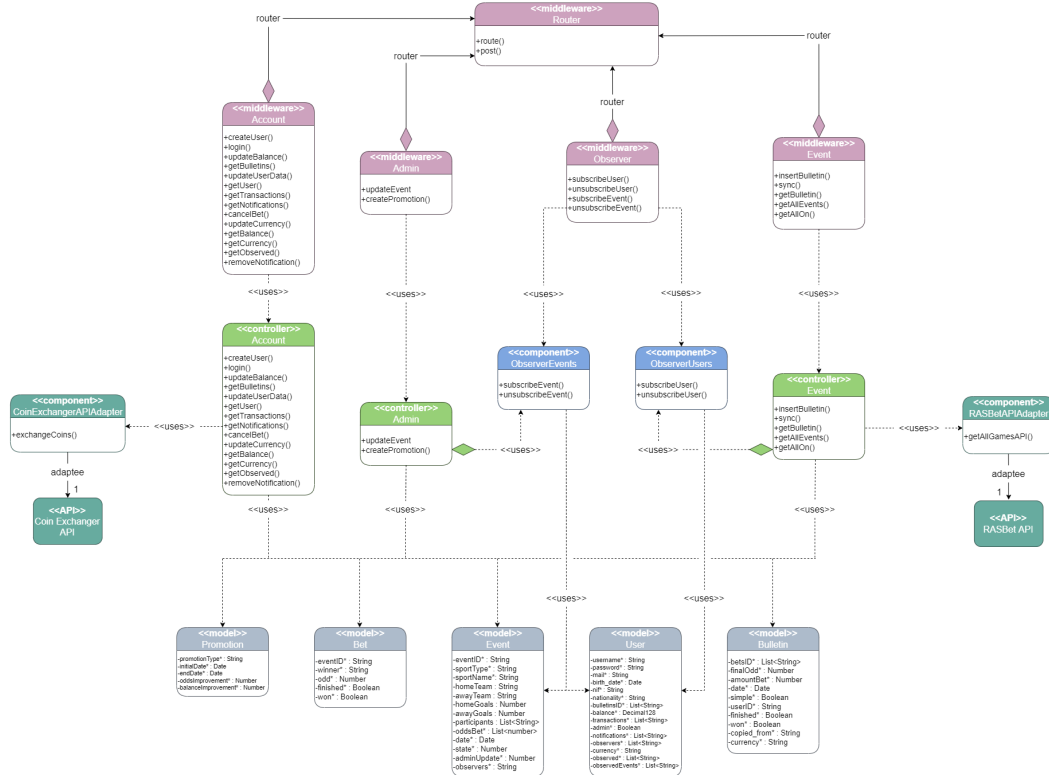 <<middleware>>
Router
+route()
+post()
router
router
router
router
<<middleware>>
Account
+createUser()
+login()
+updateBalance()
+getBulletins()
+updateUserData()
+getUser()
+getTransactions()
+getNotifications()
+cancelBet()
+updateCurrency()
+getBalance()
+getCurrency()
+getObserved()
+removeNotification()
<<middleware>>
Admin
+updateEvent
+createPromotion()
<<middleware>>
Observer
+subscribeUser()
+unsubscribeUser()
+subscribeEvent()
+unsubscribeEvent()
<<middleware>>
Event
+insertBulletin()
+sync()
+getBulletin()
+getAllEvents()
+getAllOn()
<<uses>>
<<uses>>
<<uses>>
<<uses>>
<<uses>>
<<component>>
CoinExchangerAPIAdapter
+exchangeCoins()
adaptee
1
<<API>>
Coin Exchanger
API
<<uses>>
<<controller>>
Account
+createUser()
+login()
+updateBalance()
+getBulletins()
+updateUserData()
+getUser()
+getTransactions()
+getNotifications()
+cancelBet()
+updateCurrency()
+getBalance()
+getCurrency()
+getObserved()
+removeNotification()
<<controller>>
Admin
+updateEvent
+createPromotion()
<<component>>
ObserverEvents
+subscribeEvent()
+unsubscribeEvent()
<<uses>>
<<component>>
ObserverUsers
+subscribeUser()
+unsubscribeUser()
<<uses>>
<<controller>>
Event
+insertBulletin()
+sync()
+getBulletin()
+getAllEvents()
+getAllOn()
<<uses>>
<<component>>
RASBetAPIAdapter
+getAllGamesAPI()
adaptee
1
<<API>>
RASBet API
<<uses>>
<<uses>>
<<uses>>
<<uses>>
<<uses>>
<<model>>
Promotion
-promotionType* : String
-initialDate* : Date
-endDate* : Date
-oddsImprovement* : Number
-balanceImprovement* : Number
<<model>>
Bet
-eventID* : String
-winner* : String
-odd* : Number
-finished* : Boolean
-won* : Boolean
<<model>>
Event
-eventID* : String
-sportType* : String
-sportName* : String
-homeTeam : String
-awayTeam : String
-homeGoals : Number
-awayGoals : Number
-participants : List<String>
-oddsBet* : List<number>
-date* : Date
-state* : Number
-adminUpdate* : Number
-observers* : String
<<model>>
User
-username* : String
-password* : String
-mail* : String
-birth_date* : Date
-nif* : String
-nationality* : String
-bulletinsID* : List<String>
-balance* : Decimal128
-transactions* : List<String>
-admin* : Boolean
-notifications* : List<String>
-observers* : List<String>
-currency* : String
-observed* : List<String>
-observedEvents* : List<String>
<<model>>
Bulletin
-betsID* : List<String>
-finalOdd* : Number
-amountBet* : Number
-date* : Date
-simple* : Boolean
-userID* : String
-finished* : Boolean
-won* : Boolean
-copied_from* : String
-currency* : String